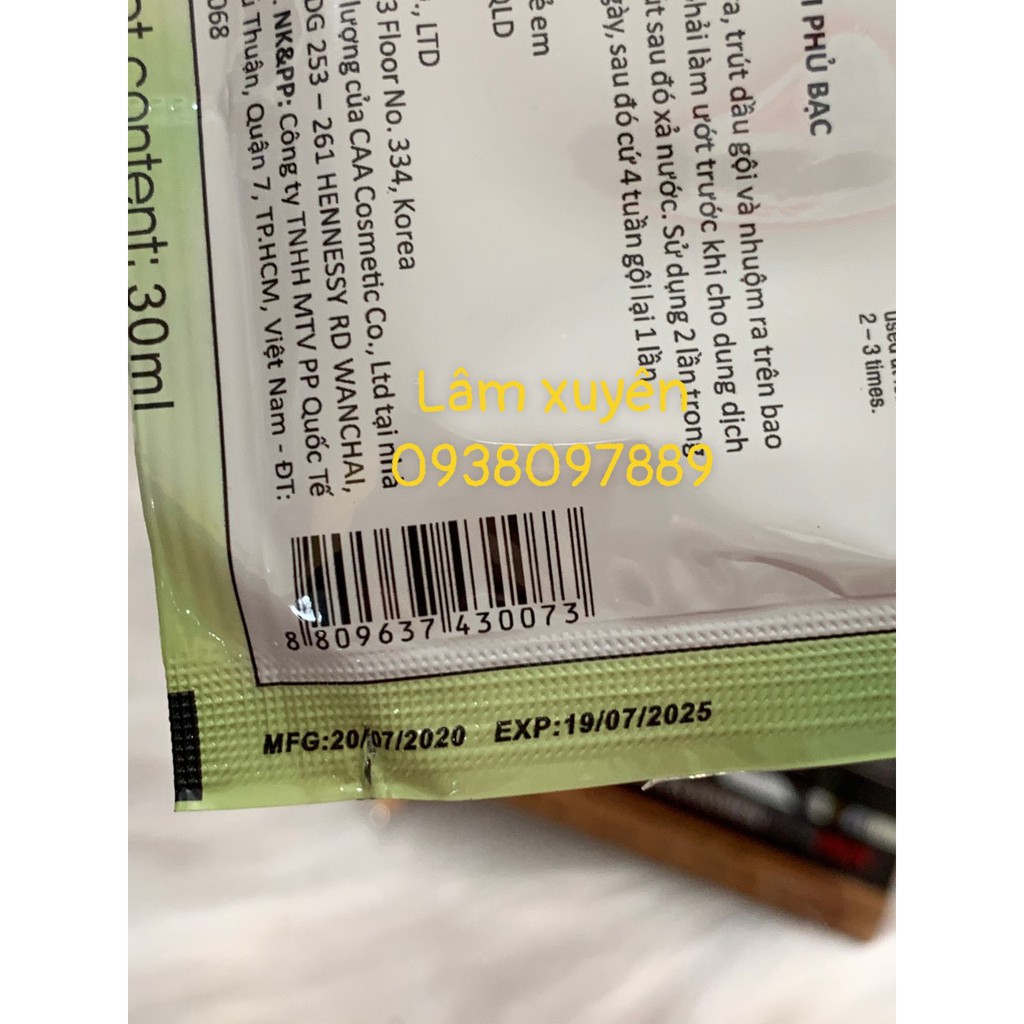 I PHỦ BẠC
a, trút dầu gội và nhuộm ra trên bao
phải làm ướt trước khi cho dung dịch
út sau đó xả nước. Sử dụng 2 lần trong
gày, sau đó cứ 4 tuần gội lại 1 lần
ẻ em
QLD
., LTD
3 Floor No. 334, Korea
lượng của CAA Cosmetic Co., Ltd tại nhà
DG 253 – 261 HENNESSY RD WANCHAI,
. NK&PP: Công ty TNHH MTV PP Quốc Tế
ú Thuận, Quận 7, TP.HCM, Việt Nam - ĐT:
068
content: 30ml
2 – 3 times.
Lâm xuyên
0938097889
8 809637 430073
MFG:20/07/2020 EXP:19/07/2025